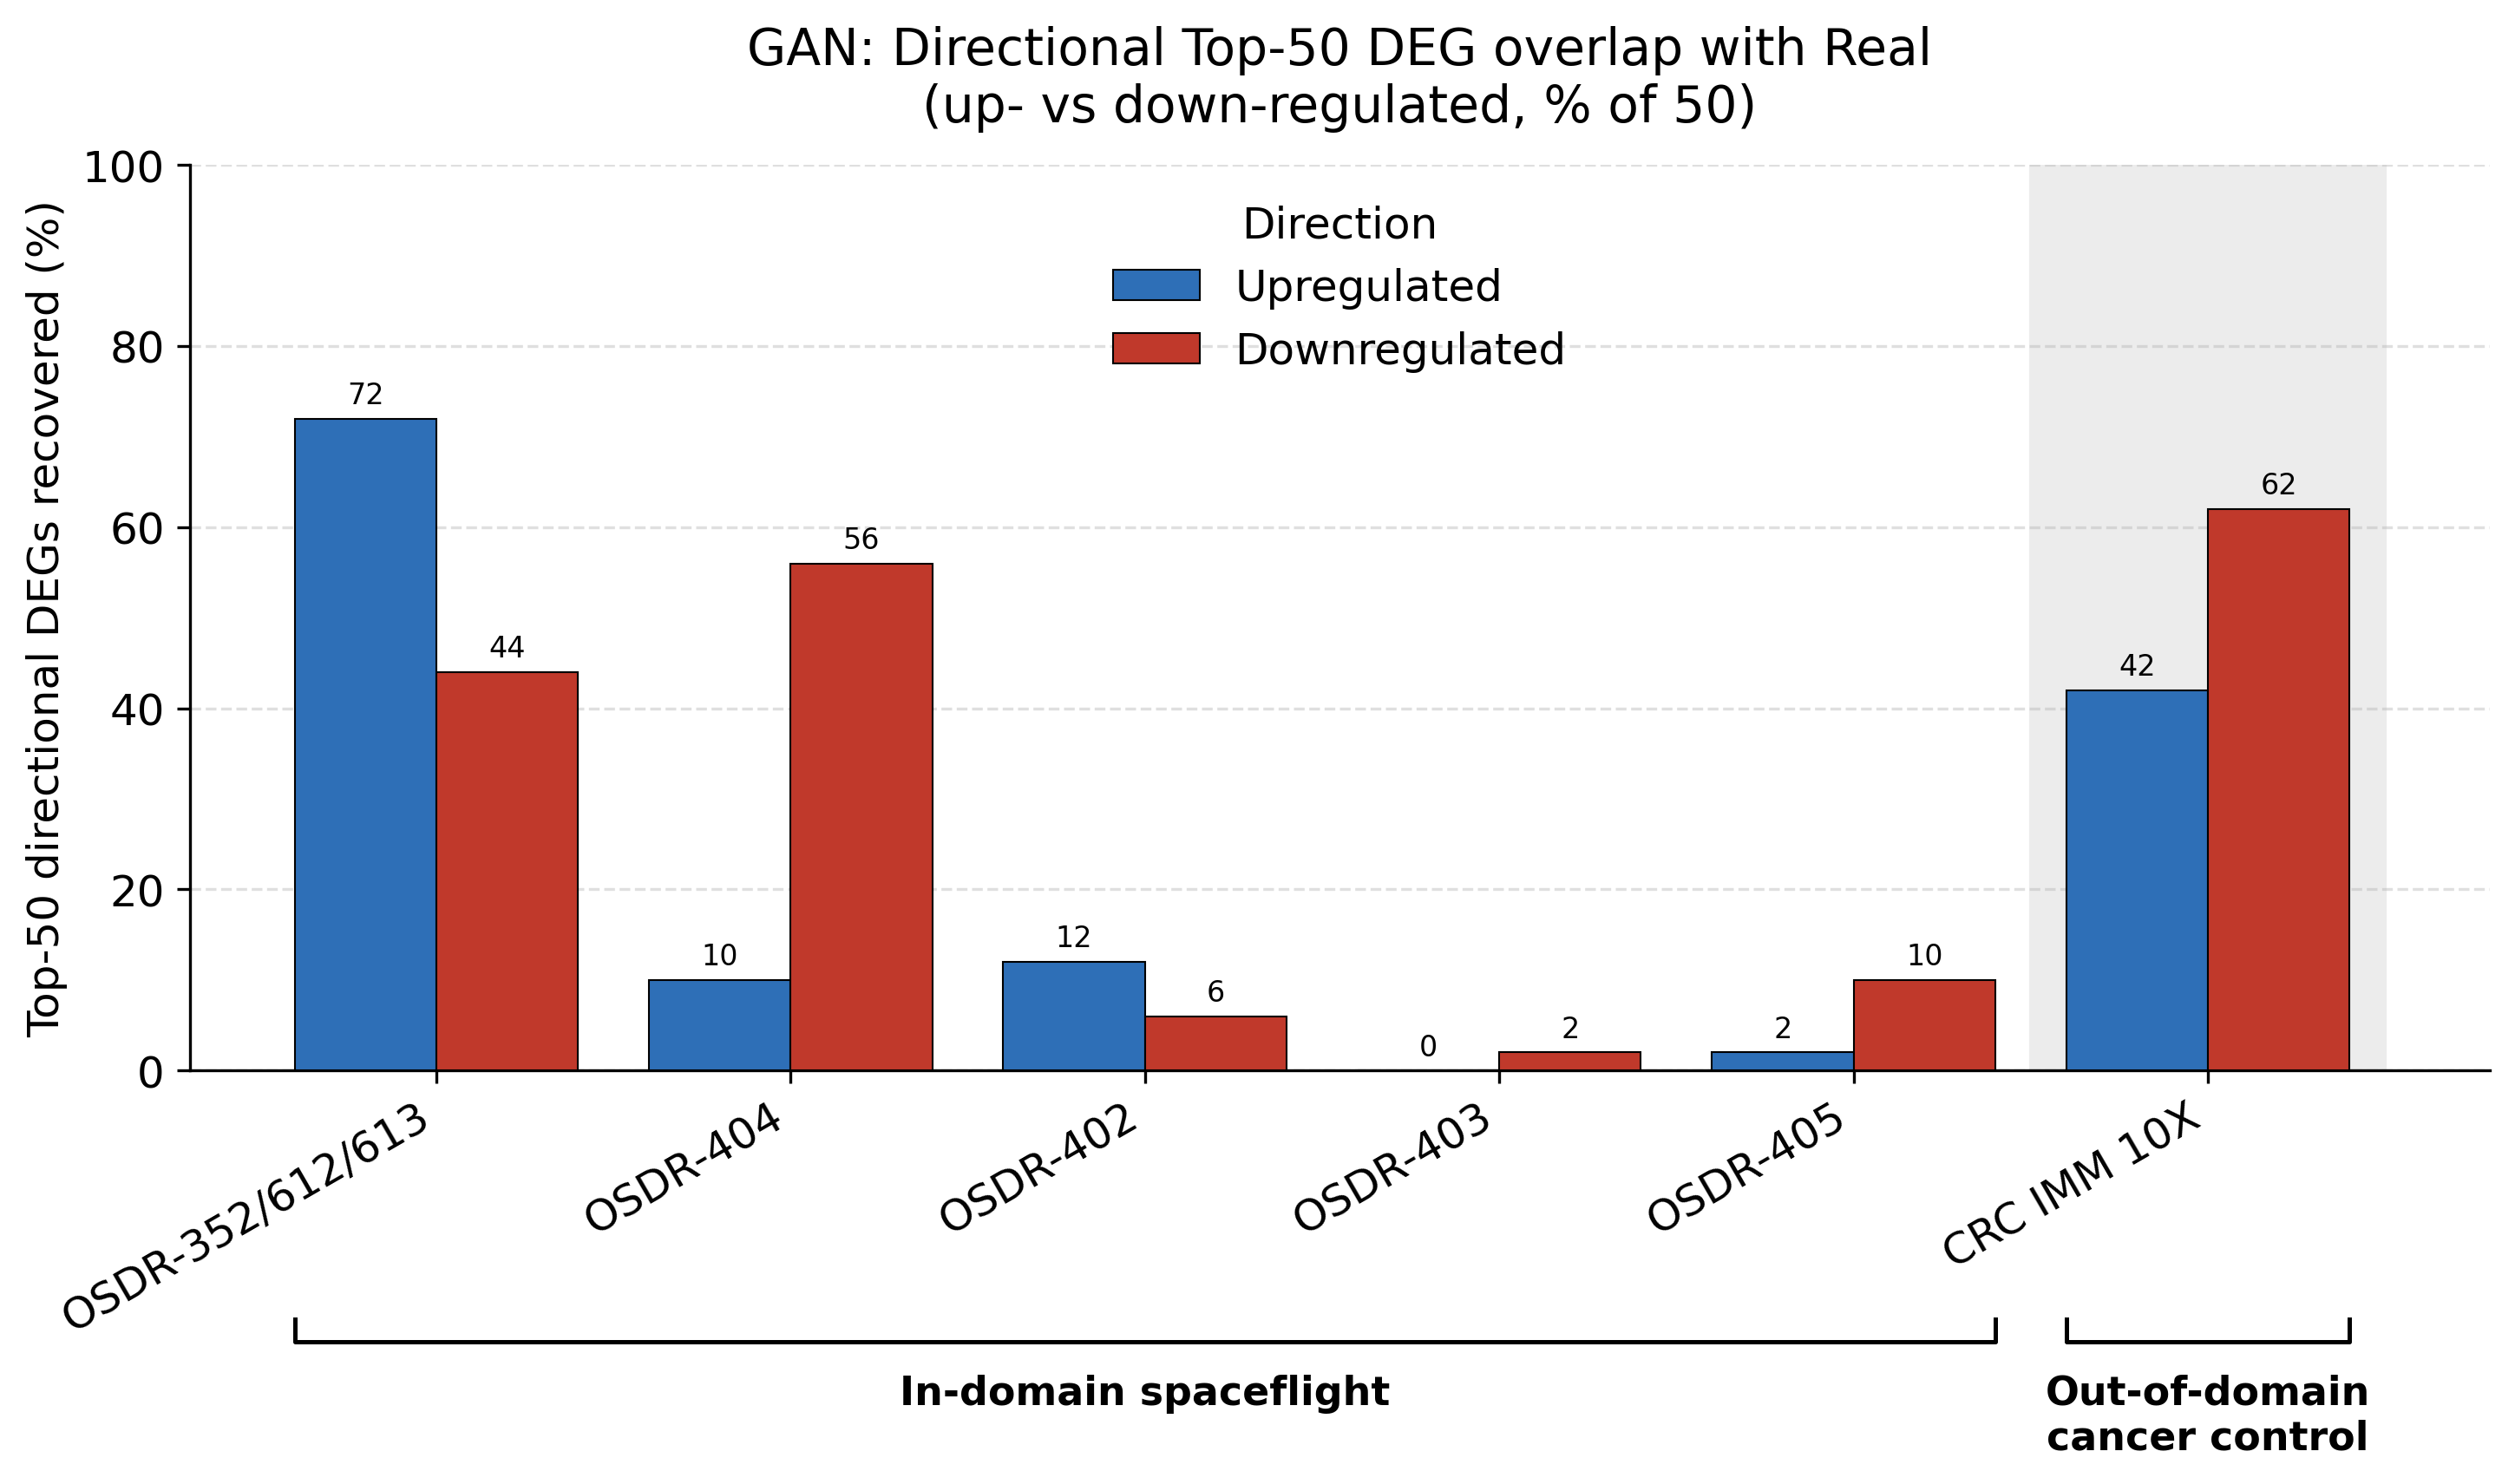 GAN: Directional Top-50 DEG overlap with Real
(up- vs down-regulated, % of 50)
Top-50 directional DEGs recovered (%)
100
80
60
40
20
0
Direction
Upregulated
Downregulated
72
44
10
56
12
6
0
2
2
10
42
62
OSDR-352/612/613
OSDR-404
OSDR-402
OSDR-403
OSDR-405
CRC IMM 10X
In-domain spaceflight
Out-of-domain
cancer control